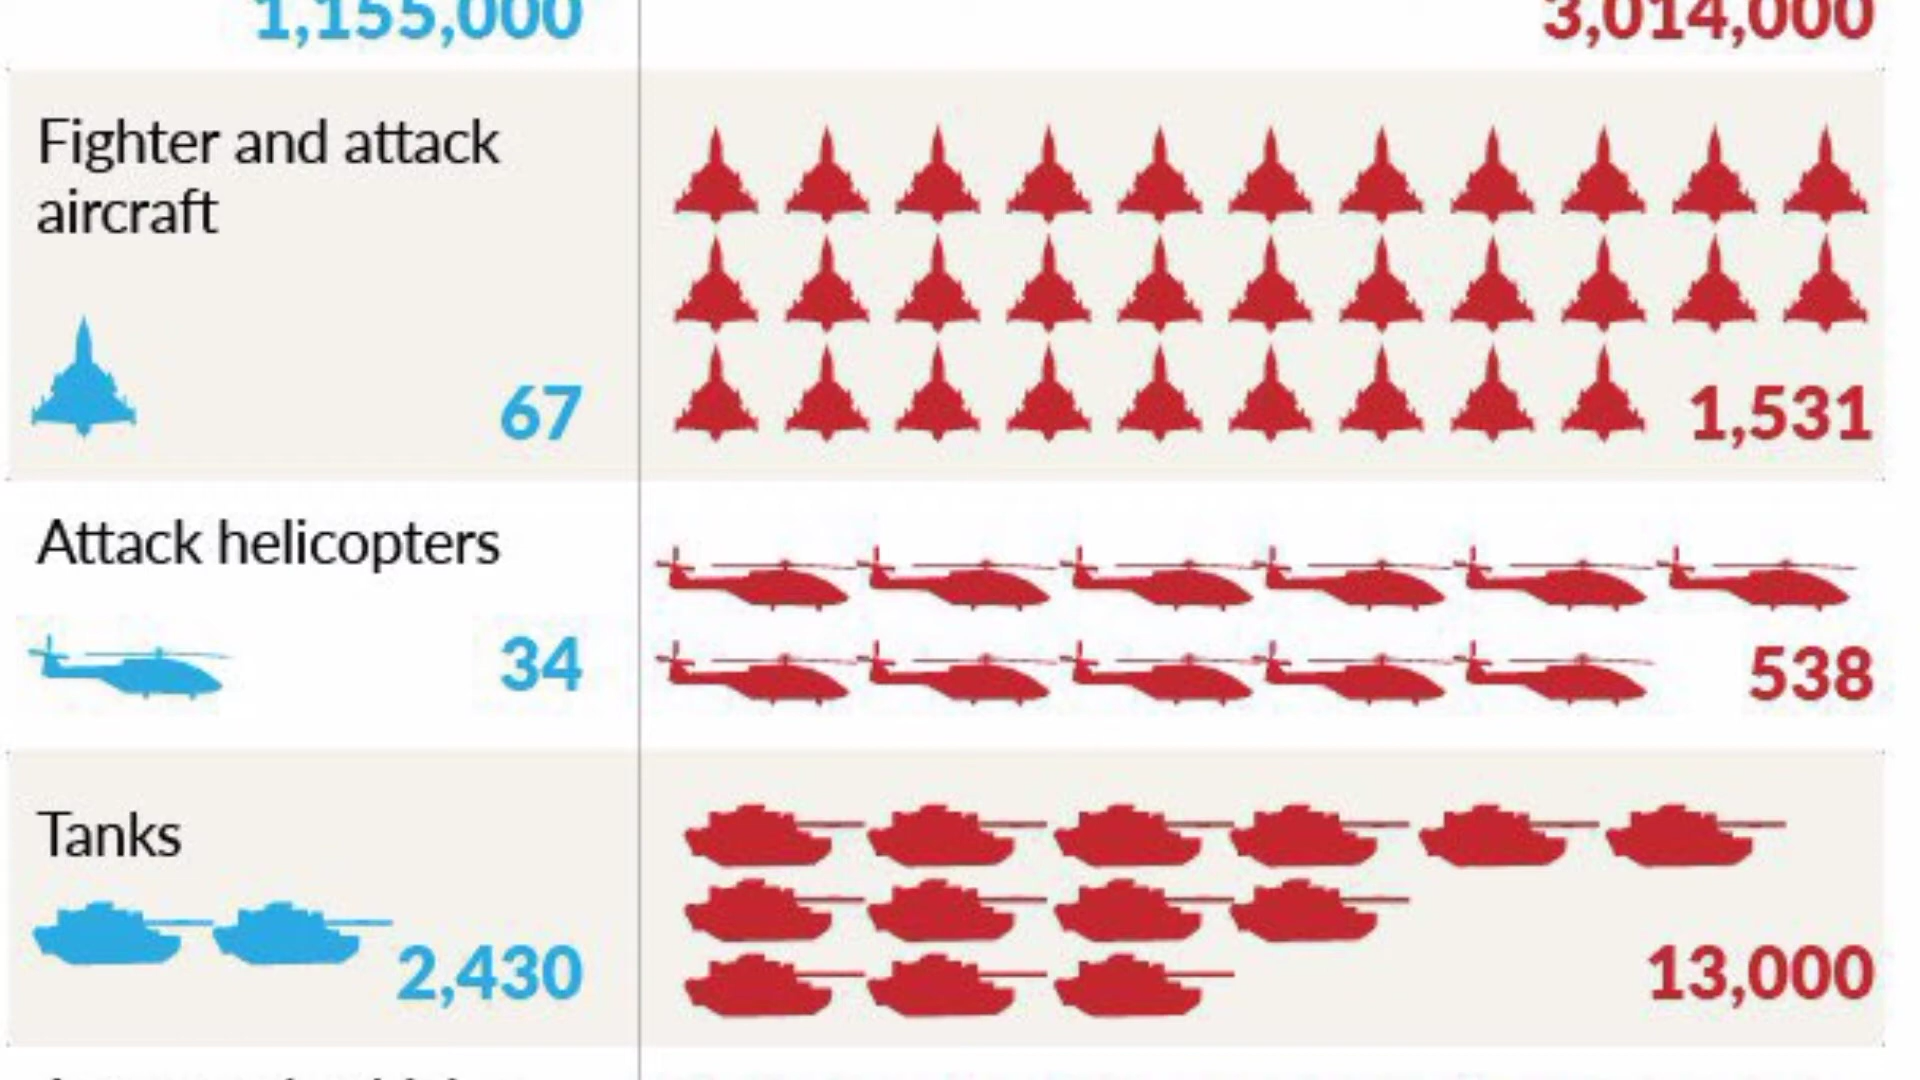 1,155,000
3,014,000
Fighter and attack
aircraft
67
1,531
Attack helicopters
34
538
Tanks
2,430
13,000